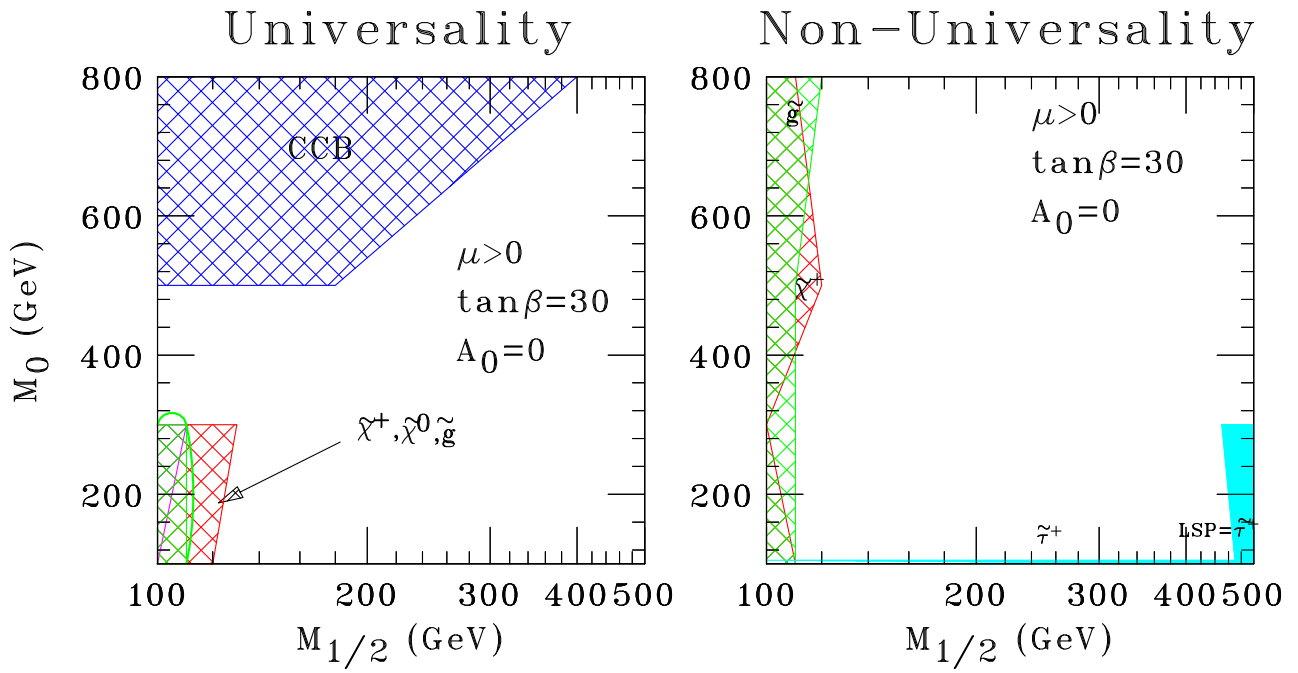 Universality
Non-Universality
M0 (GeV)
800
600
400
200
CCB
μ>0
tanβ=30
A0=0
χ̃+,χ̃0,g̃
100 200 300 400 500
M1/2 (GeV)
800
600
400
200
g̃
χ̃+
μ>0
tanβ=30
A0=0
τ̃+
LSP=τ̃+
100 200 300 400 500
M1/2 (GeV)